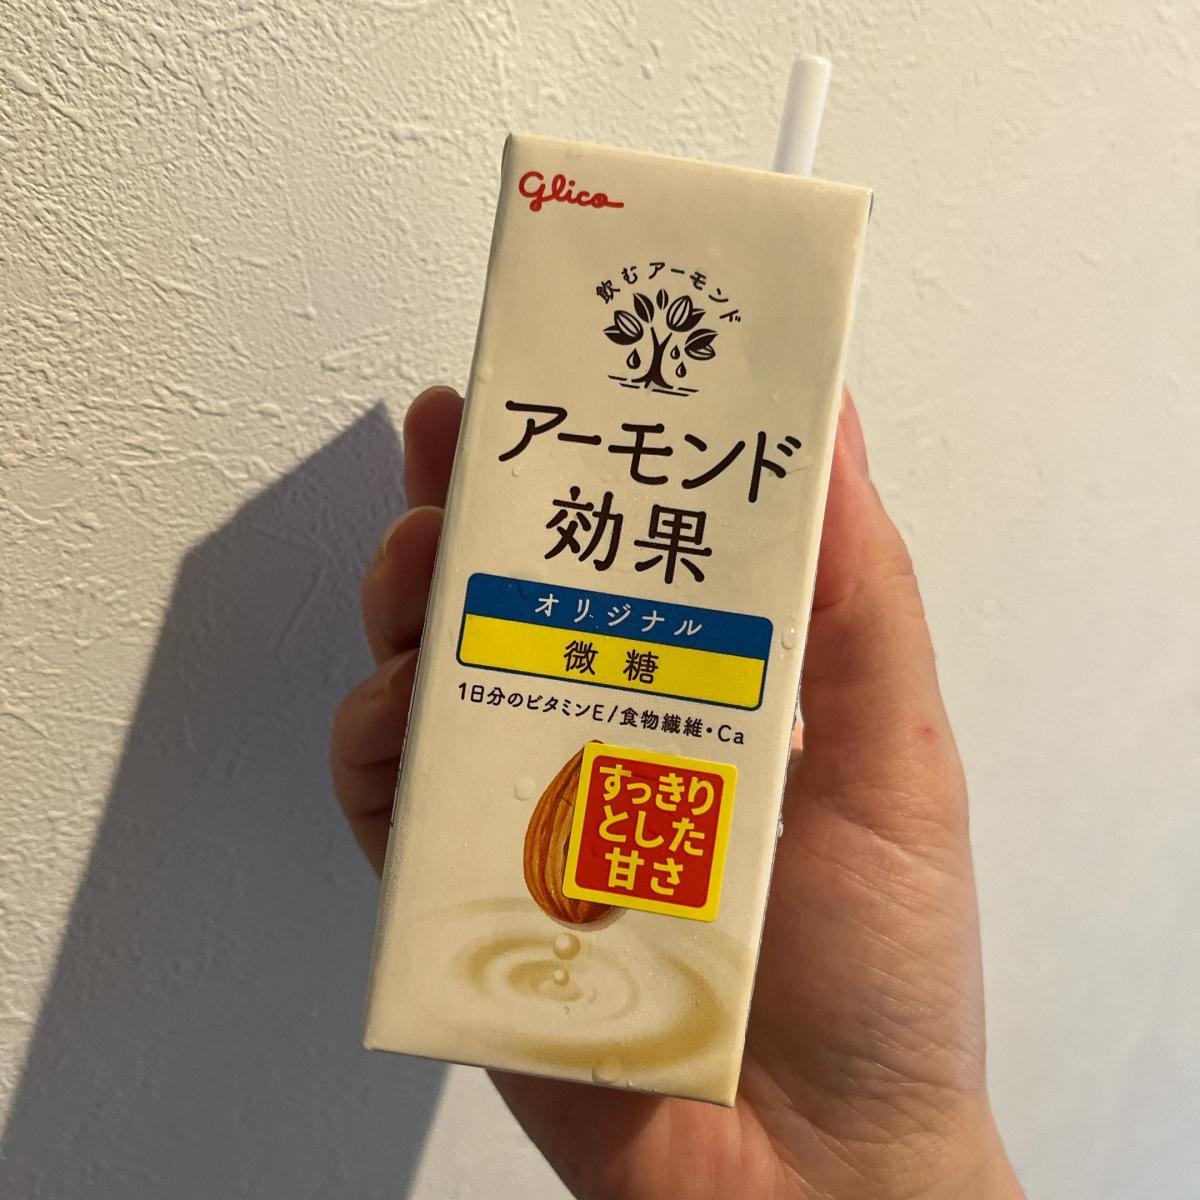 Glico
飲むアーモンド
アーモンド
効果
オリジナル
微糖
1日分のビタミンE/食物繊維・Ca
すっきり
とした
甘さ